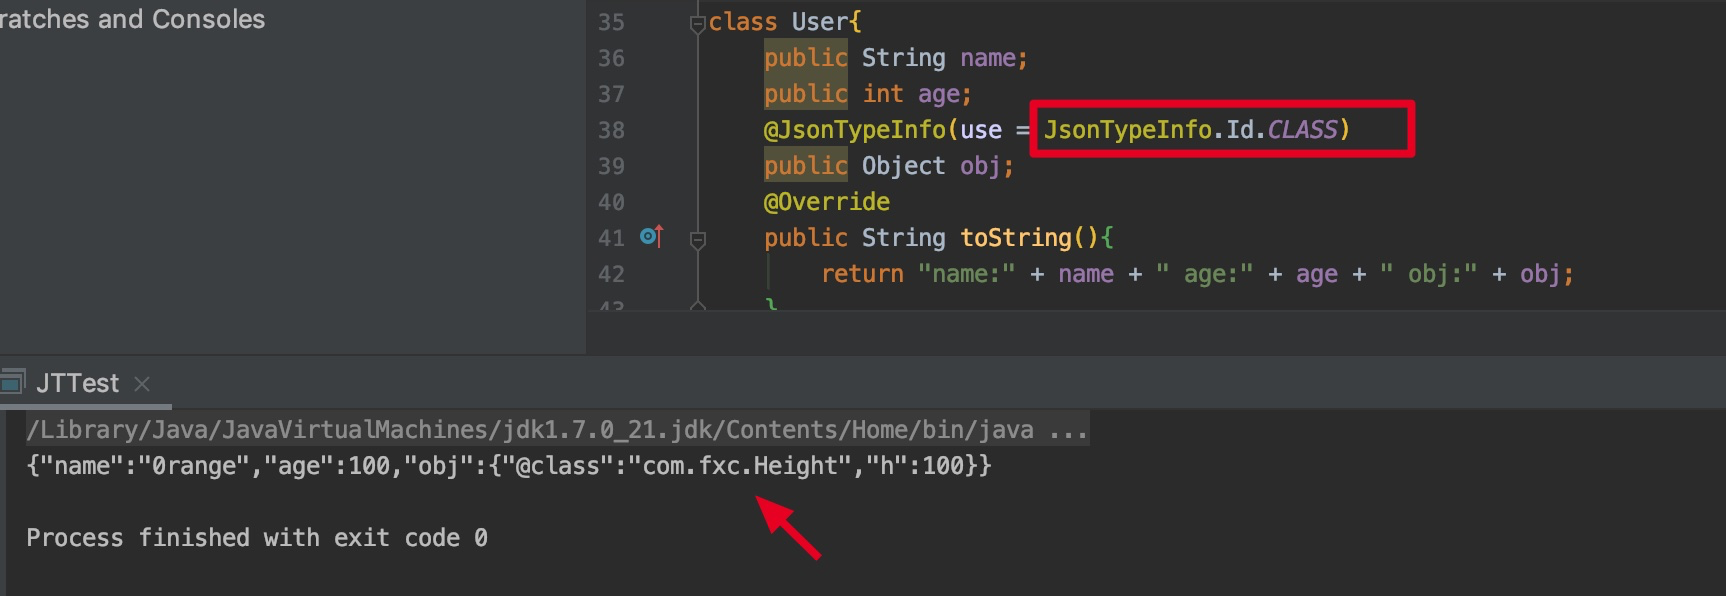 ratches and Consoles
35 class User{
36 public String name;
37 public int age;
38 @JsonTypeInfo(use = JsonTypeInfo.Id.CLASS)
39 public Object obj;
40 @Override
41 public String toString(){
42 return "name:" + name + " age:" + age + " obj:" + obj;
43 }
JTTest
/Library/Java/JavaVirtualMachines/jdk1.7.0_21.jdk/Contents/Home/bin/java ...
{"name":"0range","age":100,"obj":{"@class":"com.fxc.Height","h":100}}
Process finished with exit code 0